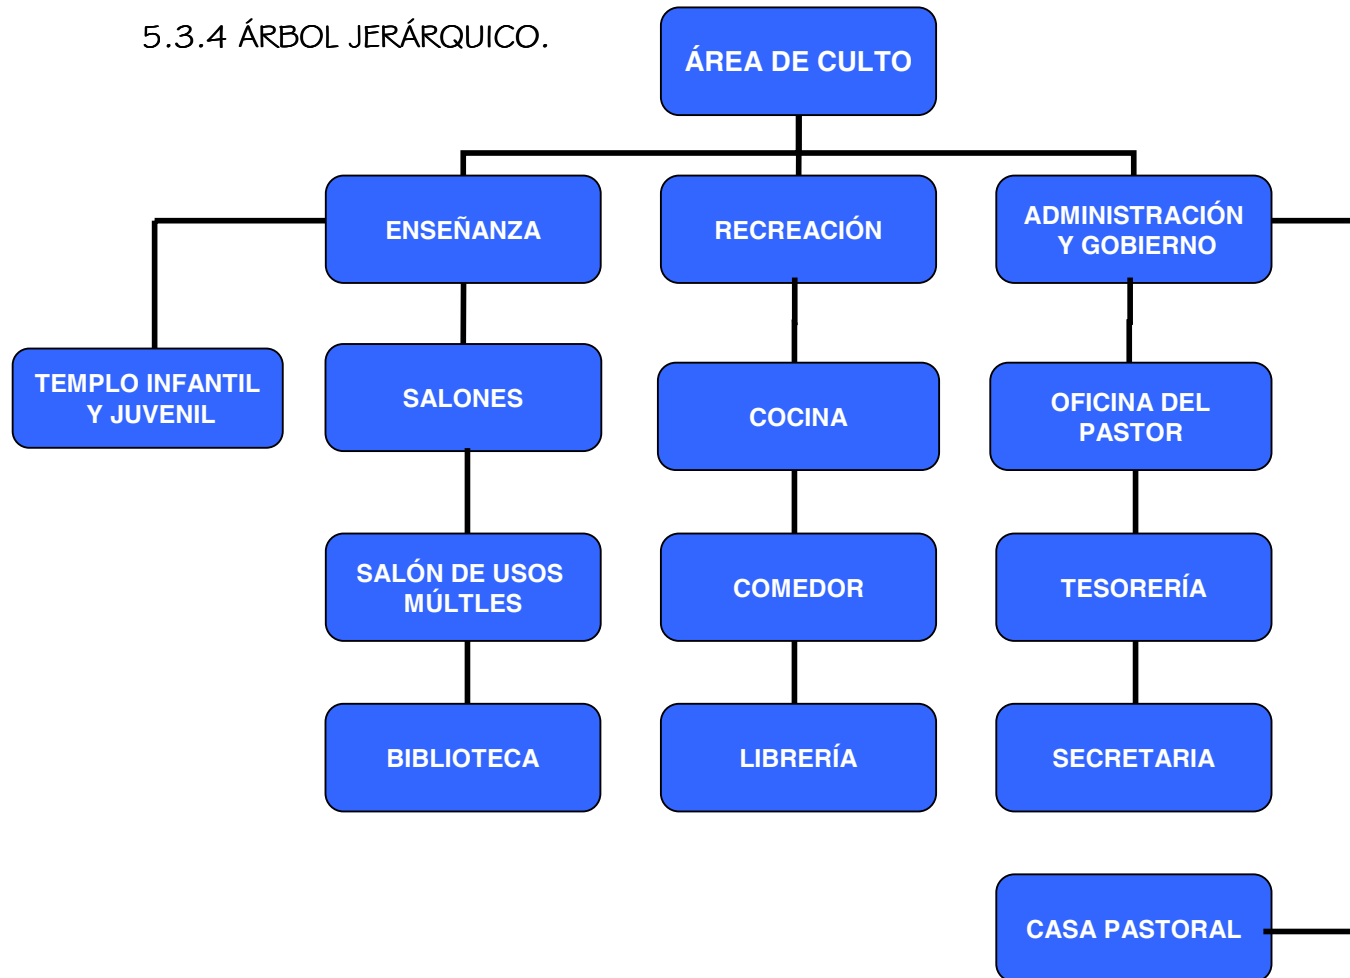 5.3.4 ÁRBOL JERÁRQUICO.
ÁREA DE CULTO
ENSEÑANZA
RECREACIÓN
ADMINISTRACIÓN
Y GOBIERNO
TEMPLO INFANTIL
Y JUVENIL
SALONES
COCINA
OFICINA DEL
PASTOR
SALÓN DE USOS
MÚLTLES
COMEDOR
TESORERÍA
BIBLIOTECA
LIBRERÍA
SECRETARIA
CASA PASTORAL